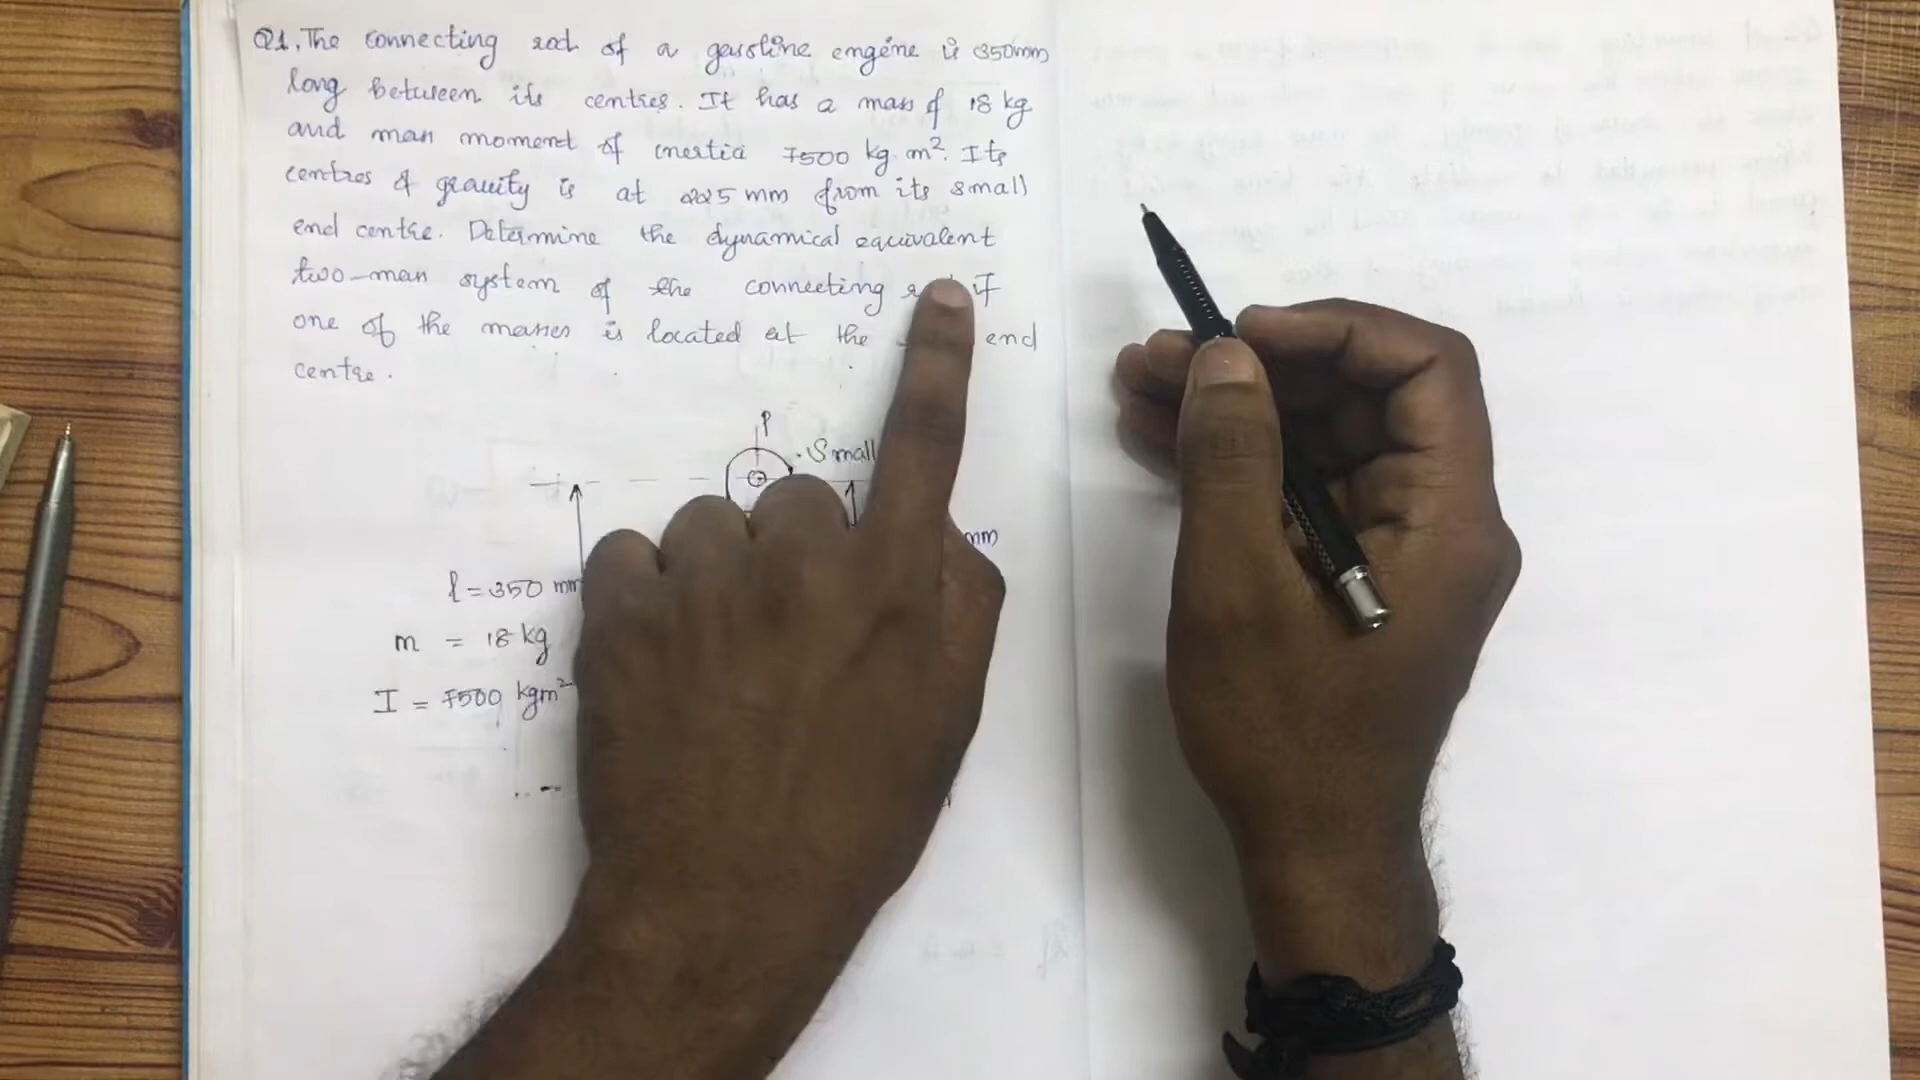 Q1. The connecting rod of a gasoline engine is 350mm
long between its centres. It has a mass of 18 kg
and mass moment of inertia 7500 kg. m². Its
centres of gravity is at 225 mm from its small
end centre. Determine the dynamical equivalent
two-mass system of the connecting if
one of the masses is located at the end
centre.
P
Small
mm
l = 350 mm
m = 18 kg
I = 7500 kgm²